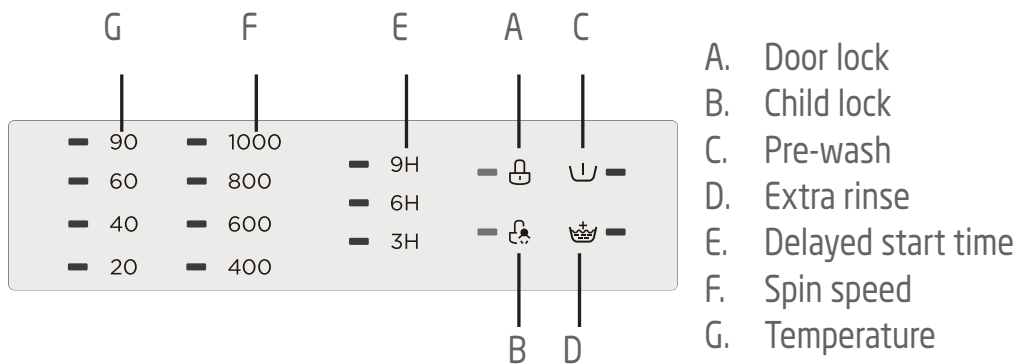 G F E A C
90 1000
60 800
40 600
20 400
9H
6H
3H
B D
A. Door lock
B. Child lock
C. Pre-wash
D. Extra rinse
E. Delayed start time
F. Spin speed
G. Temperature